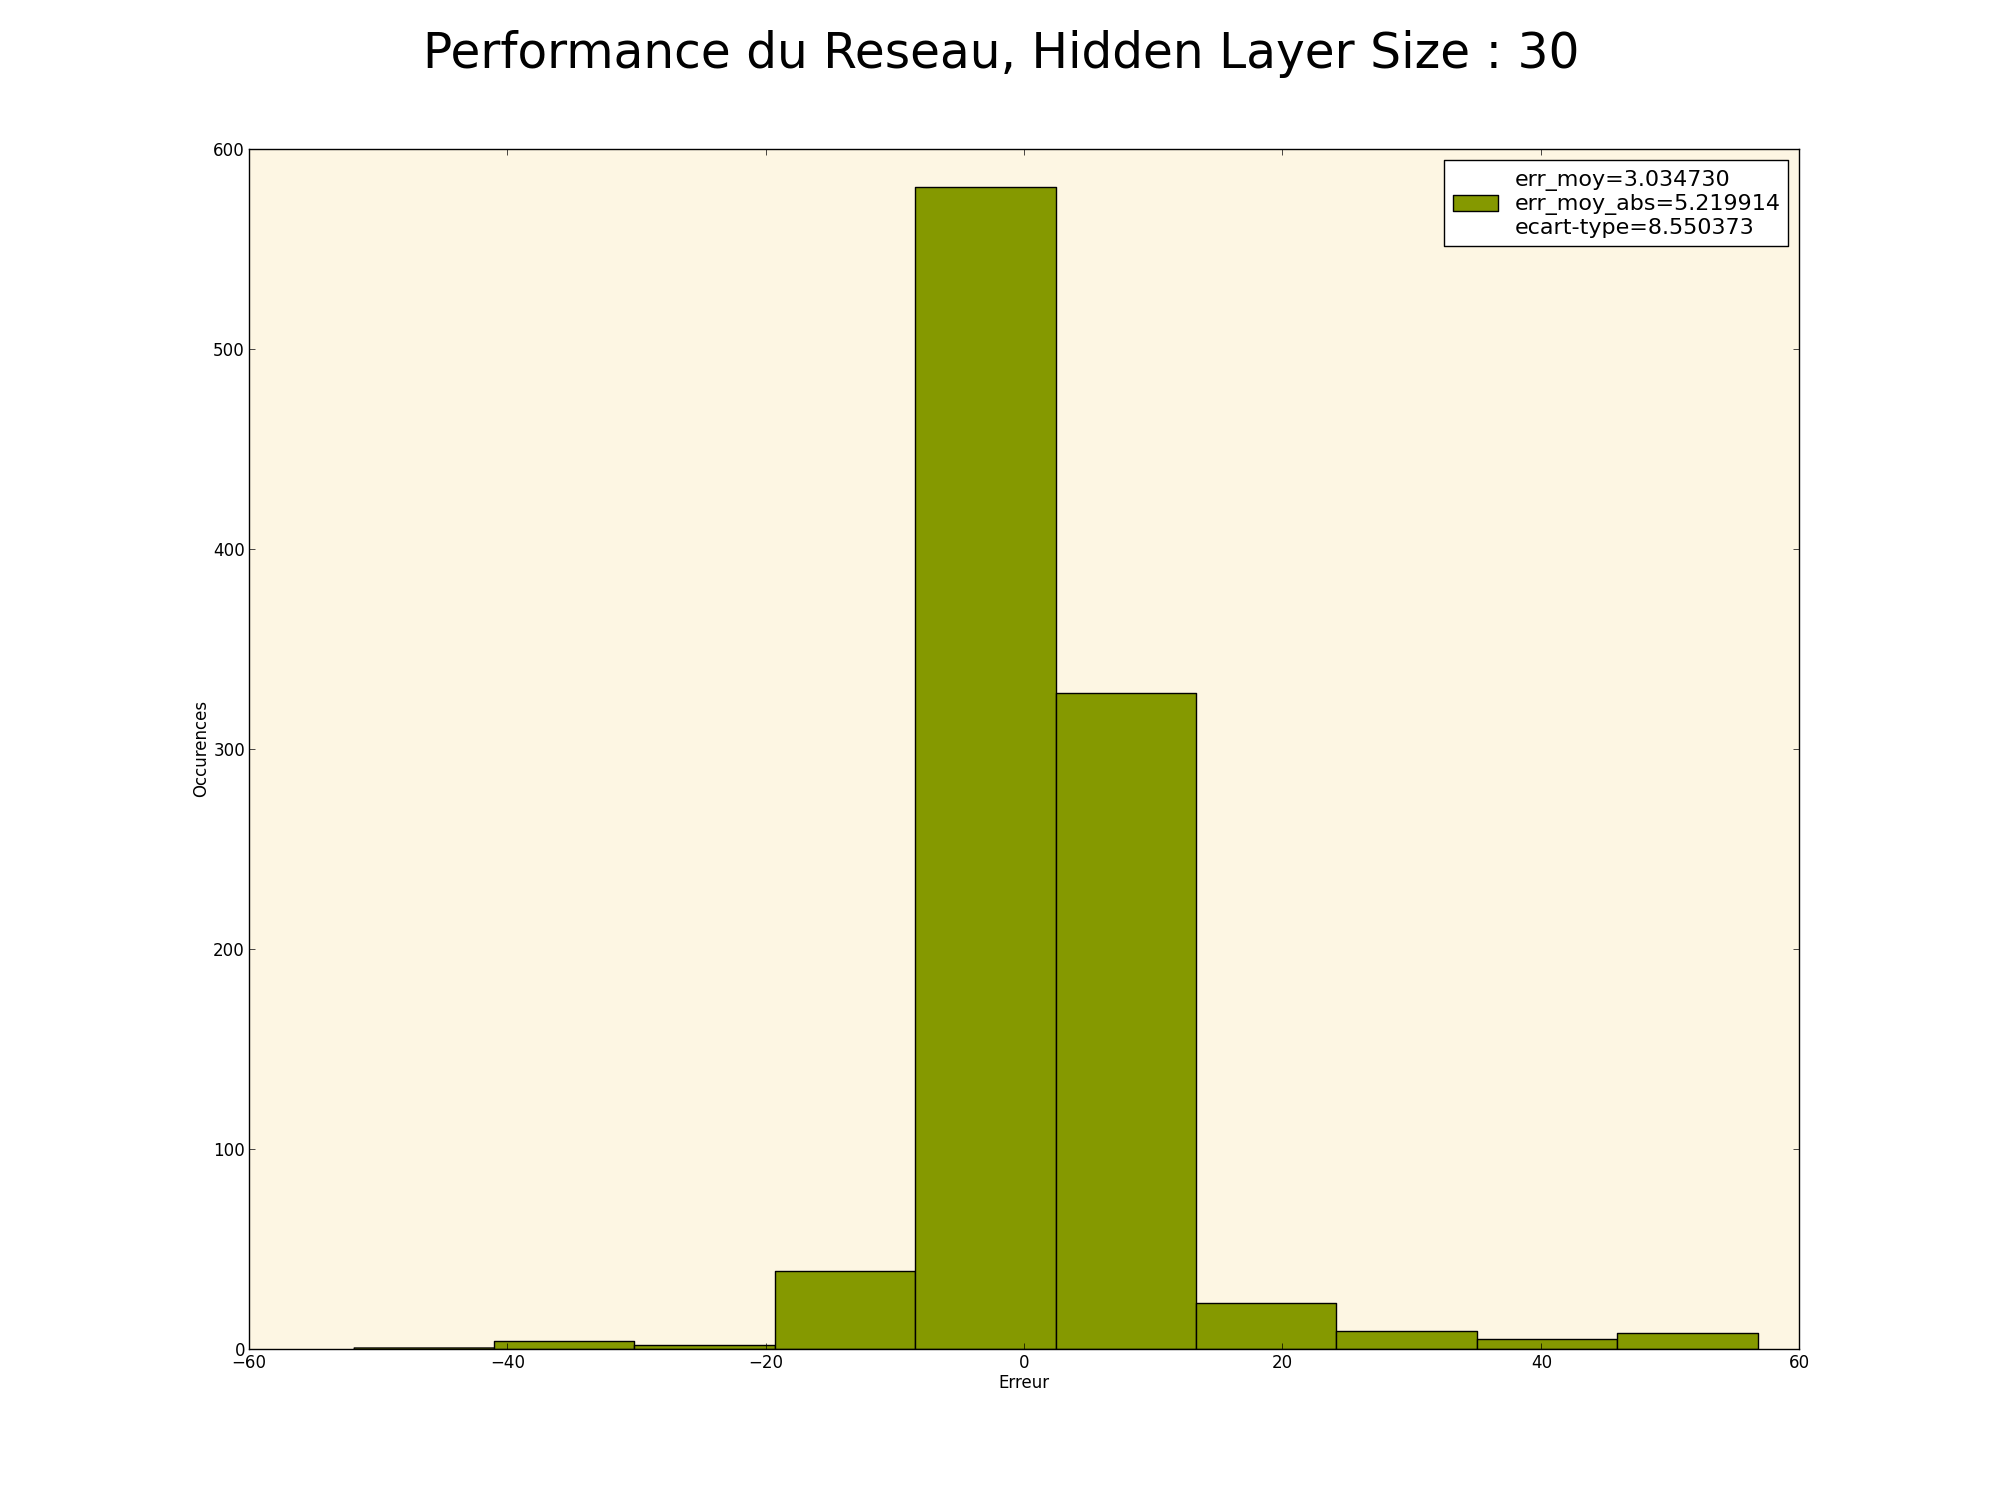 Performance du Reseau, Hidden Layer Size : 30
600
500
400
300
200
100
0
Occurences
err_moy=3.034730
err_moy_abs=5.219914
ecart-type=8.550373
−60 −40 −20 0 20 40 60
Erreur